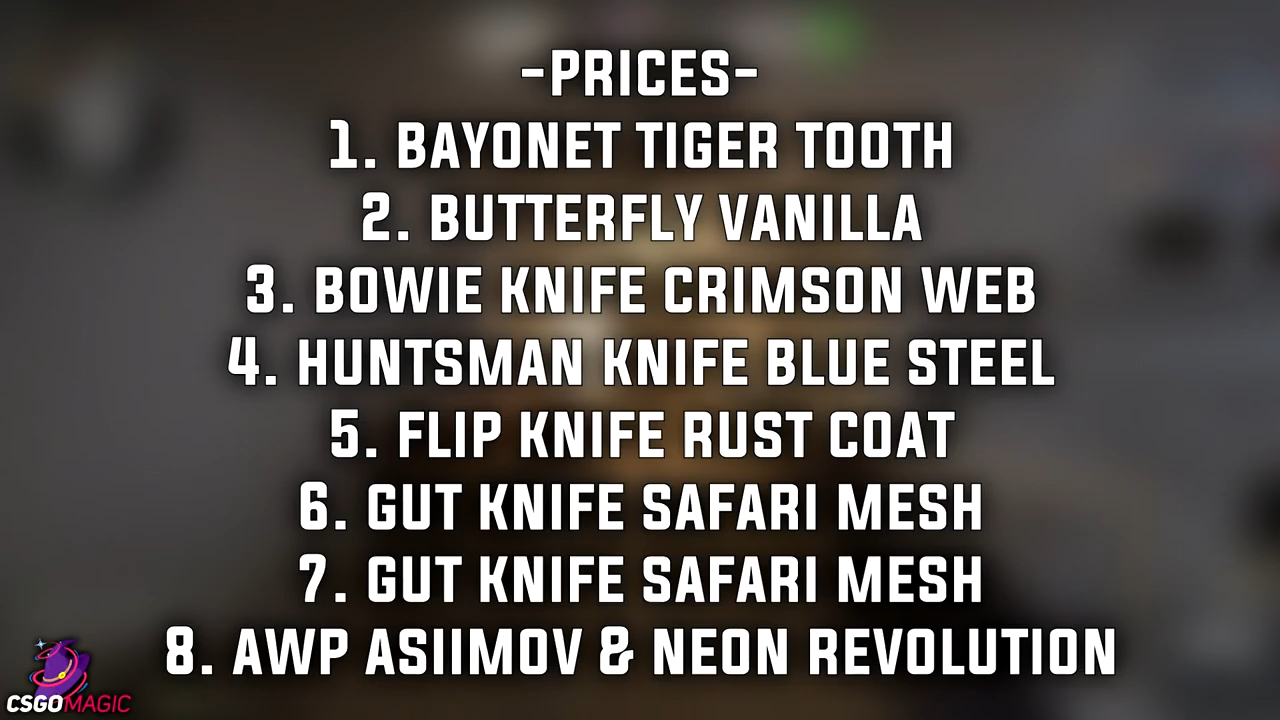 -PRICES-
1. BAYONET TIGER TOOTH
2. BUTTERFLY VANILLA
3. BOWIE KNIFE CRIMSON WEB
4. HUNTSMAN KNIFE BLUE STEEL
5. FLIP KNIFE RUST COAT
6. GUT KNIFE SAFARI MESH
7. GUT KNIFE SAFARI MESH
8. AWP ASIIMOV & NEON REVOLUTION
CSGOMAGIC